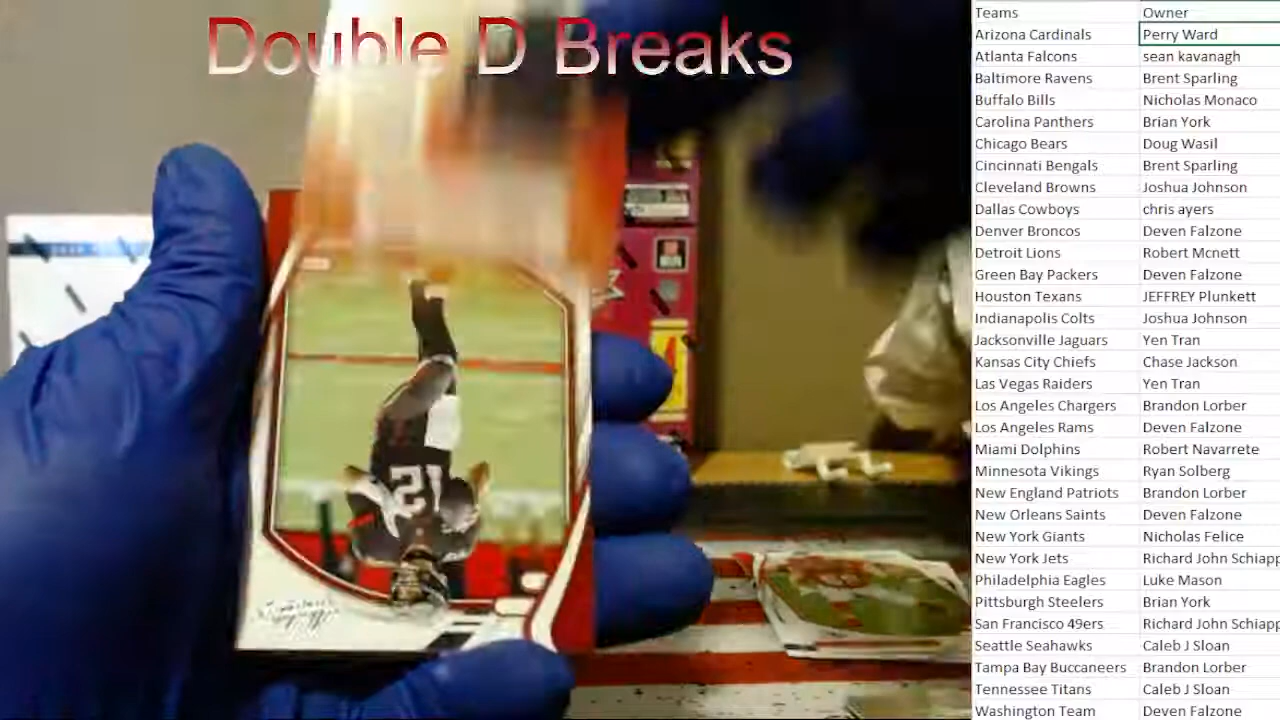 Double D Breaks
Teams Owner
Arizona Cardinals Perry Ward
Atlanta Falcons sean kavanagh
Baltimore Ravens Brent Sparling
Buffalo Bills Nicholas Monaco
Carolina Panthers Brian York
Chicago Bears Doug Wasil
Cincinnati Bengals Brent Sparling
Cleveland Browns Joshua Johnson
Dallas Cowboys chris ayers
Denver Broncos Deven Falzone
Detroit Lions Robert Mcnett
Green Bay Packers Deven Falzone
Houston Texans JEFFREY Plunkett
Indianapolis Colts Joshua Johnson
Jacksonville Jaguars Yen Tran
Kansas City Chiefs Chase Jackson
Las Vegas Raiders Yen Tran
Los Angeles Chargers Brandon Lorber
Los Angeles Rams Deven Falzone
Miami Dolphins Robert Navarrete
Minnesota Vikings Ryan Solberg
New England Patriots Brandon Lorber
New Orleans Saints Deven Falzone
New York Giants Nicholas Felice
New York Jets Richard John Schiapp
Philadelphia Eagles Luke Mason
Pittsburgh Steelers Brian York
San Francisco 49ers Richard John Schiapp
Seattle Seahawks Caleb J Sloan
Tampa Bay Buccaneers Brandon Lorber
Tennessee Titans Caleb J Sloan
Washington Team Deven Falzone
12